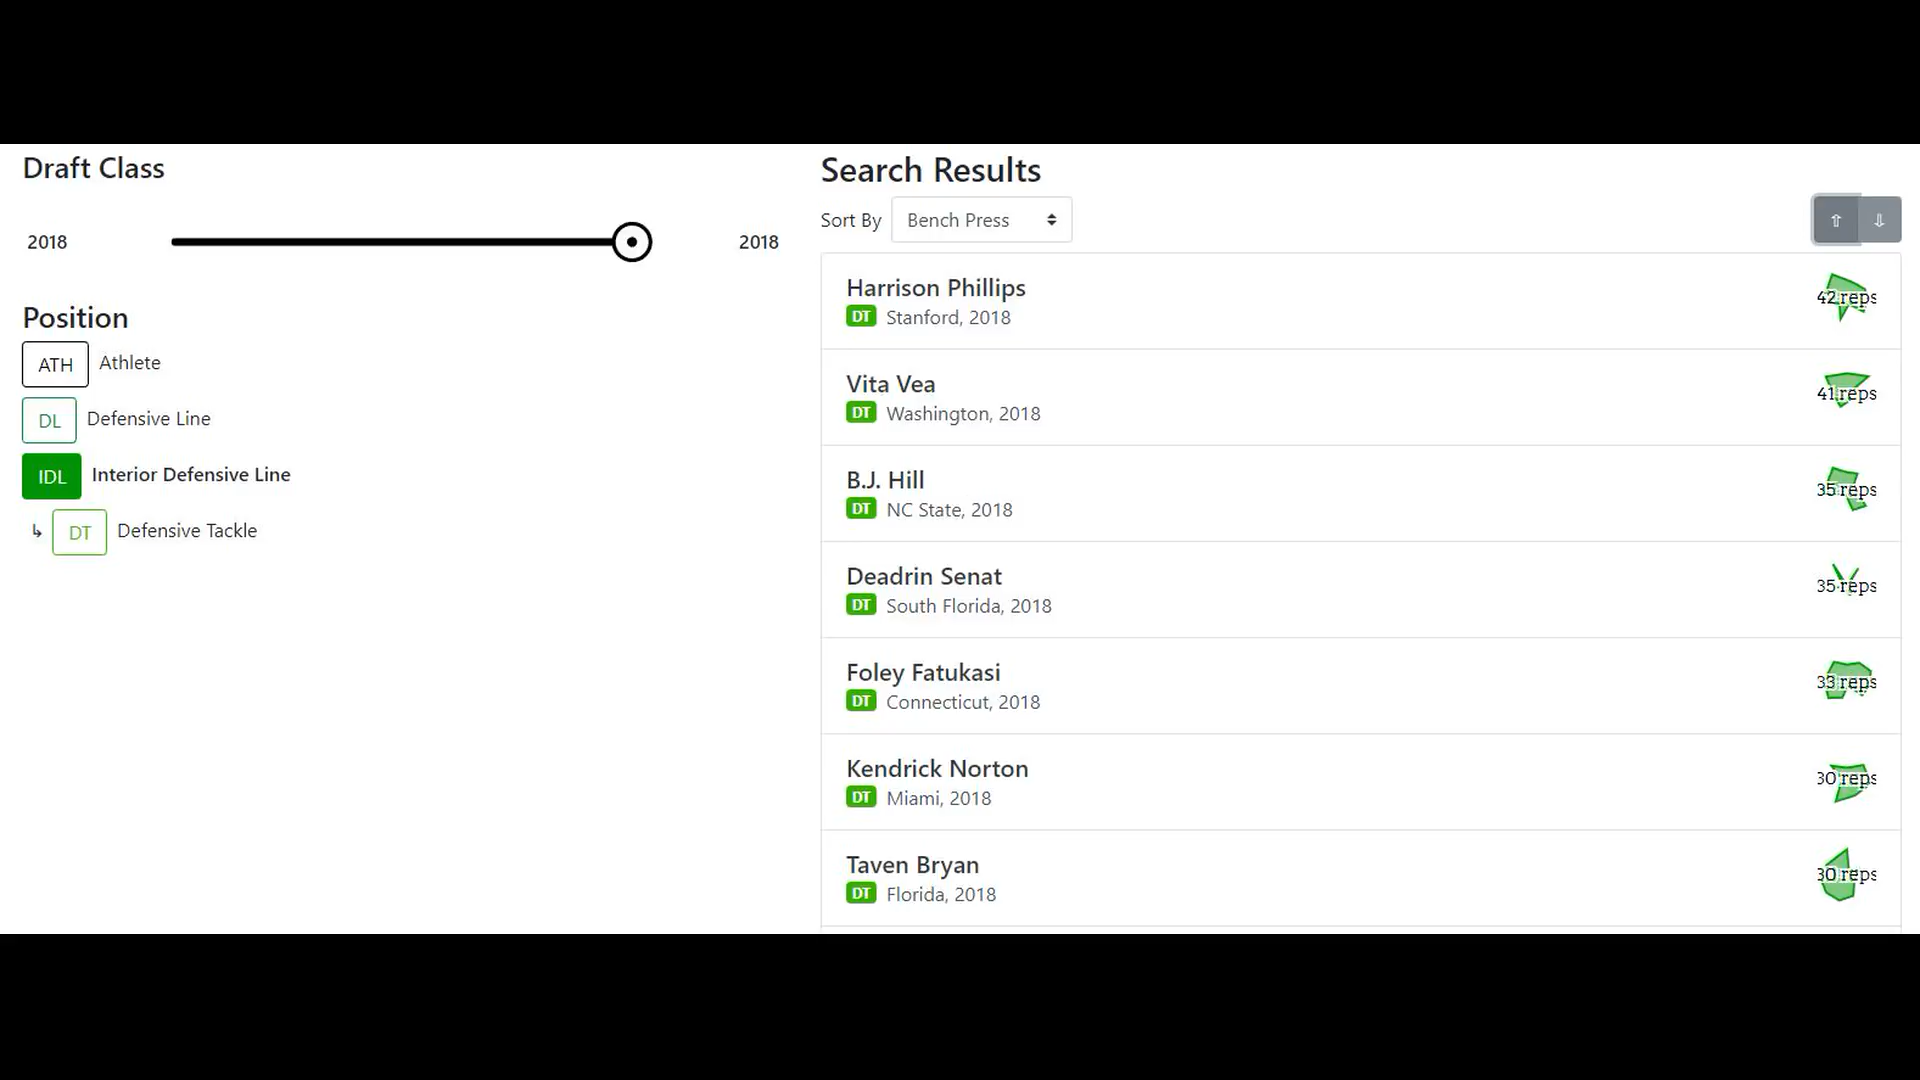 Draft Class
2018
2018
Position
ATH Athlete
DL Defensive Line
IDL Interior Defensive Line
↳ DT Defensive Tackle
Search Results
Sort By Bench Press
⇧ ⇩
Harrison Phillips
DT Stanford, 2018
42 reps
Vita Vea
DT Washington, 2018
41 reps
B.J. Hill
DT NC State, 2018
35 reps
Deadrin Senat
DT South Florida, 2018
35 reps
Foley Fatukasi
DT Connecticut, 2018
33 reps
Kendrick Norton
DT Miami, 2018
30 reps
Taven Bryan
DT Florida, 2018
30 reps